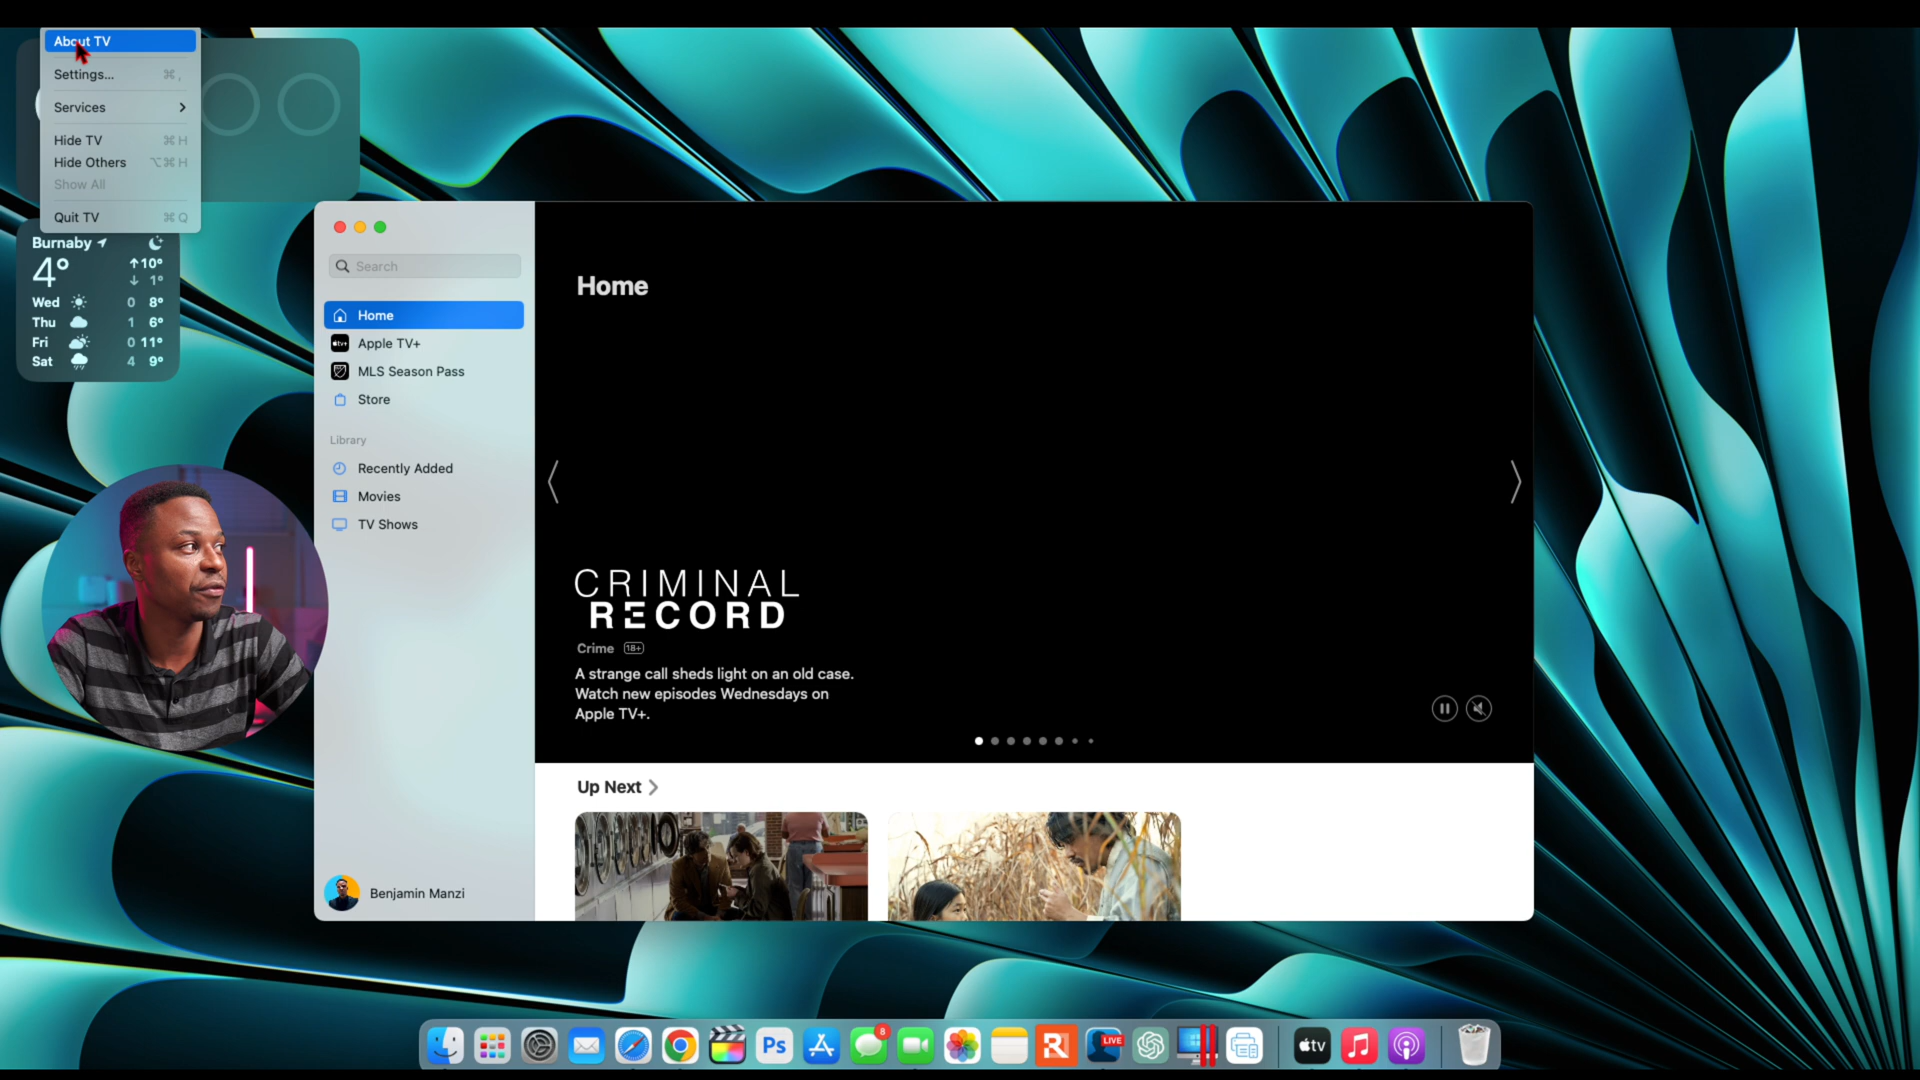 About TV
Settings... ⌘ ,
Services
Hide TV ⌘ H
Hide Others ⌥⌘ H
Show All
Quit TV ⌘ Q
Burnaby
4° ↑10°
↓ 1°
Wed 0 8°
Thu 1 6°
Fri 0 11°
Sat 4 9°
Search
Home
Apple TV+
MLS Season Pass
Store
Library
Recently Added
Movies
TV Shows
Benjamin Manzi
Home
CRIMINAL
RECORD
Crime 18+
A strange call sheds light on an old case.
Watch new episodes Wednesdays on
Apple TV+.
Up Next
Ps
8
R
LIVE
tv